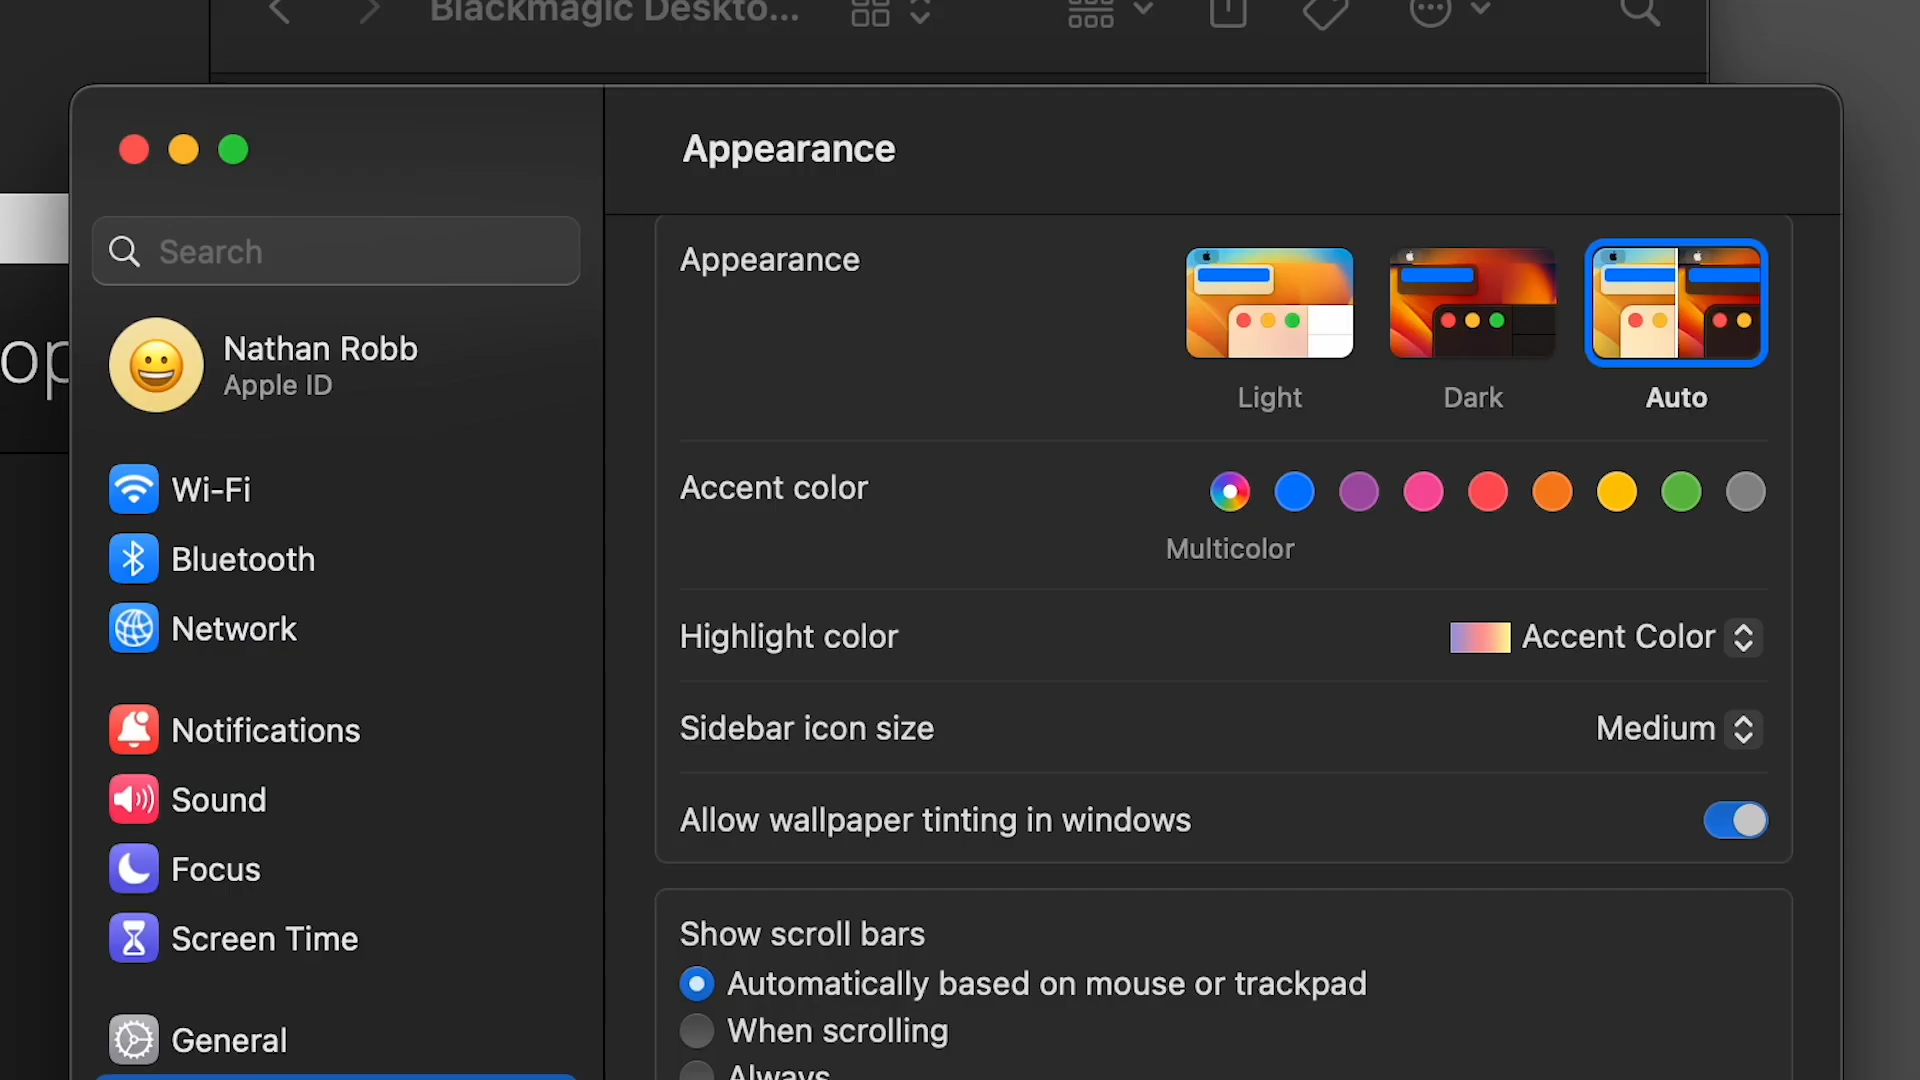 Blackmagic Deskto...
Appearance
Search
op
Nathan Robb
Apple ID
Wi-Fi
Bluetooth
Network
Notifications
Sound
Focus
Screen Time
General
Appearance
Light
Dark
Auto
Accent color
Multicolor
Highlight color
Accent Color
Sidebar icon size
Medium
Allow wallpaper tinting in windows
Show scroll bars
Automatically based on mouse or trackpad
When scrolling
Always